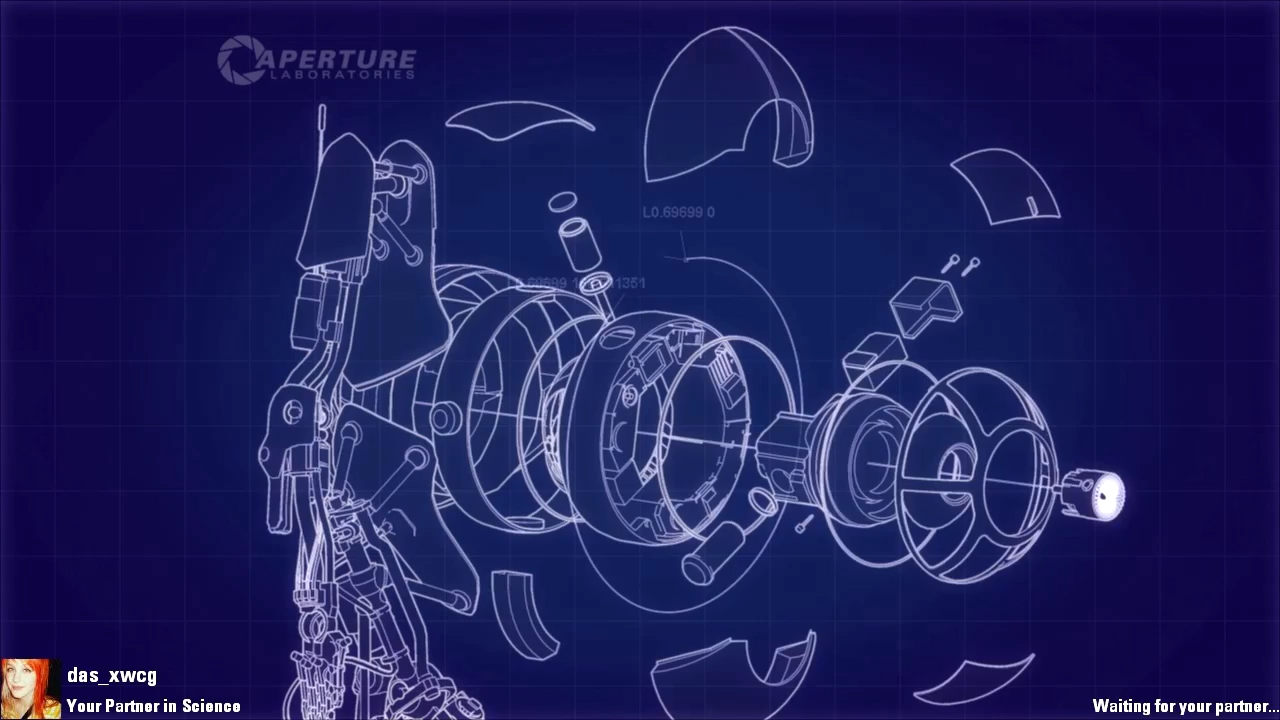 APERTURE
LABORATORIES
L0.69699 0
das_xwcg
Your Partner in Science
Waiting for your partner...